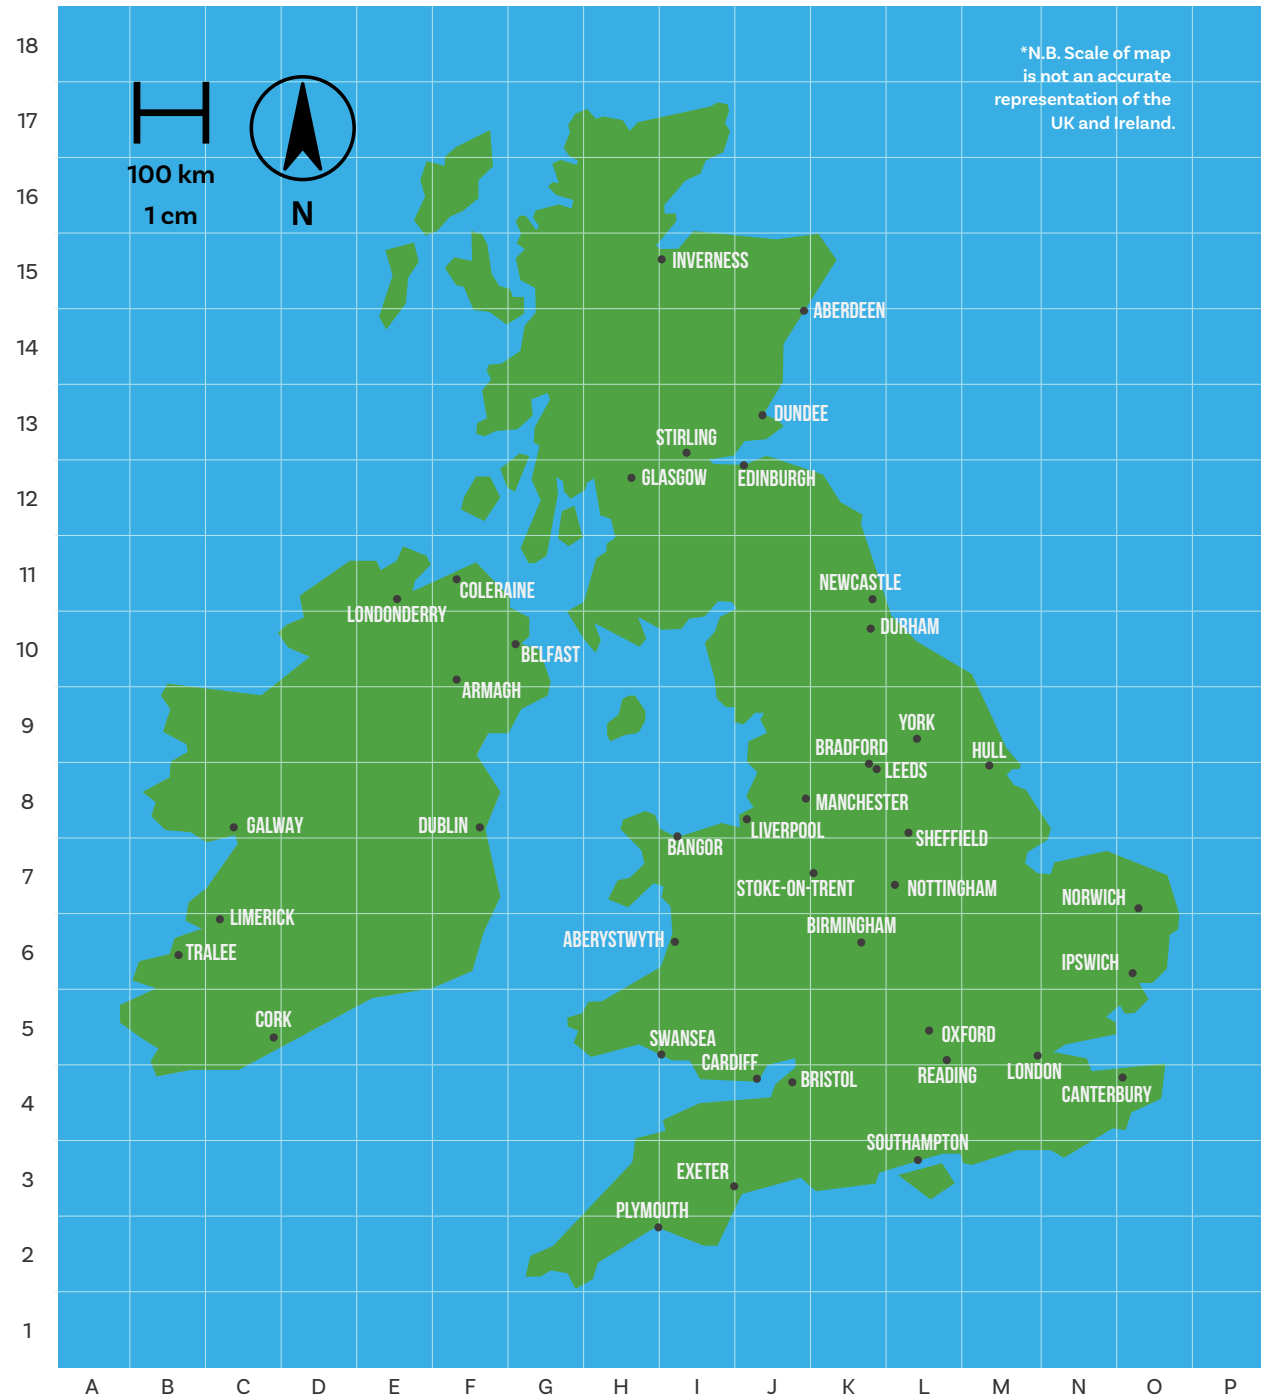 18
*N.B. Scale of map
is not an accurate
representation of the
UK and Ireland.
17
100 km
16
1 cm
N
15
INVERNESS
ABERDEEN
14
13
DUNDEE
STIRLING
12
GLASGOW
EDINBURGH
11
NEWCASTLE
COLERAINE
LONDONDERRY
DURHAM
10
BELFAST
ARMAGH
9
YORK
BRADFORD
HULL
LEEDS
8
MANCHESTER
GALWAY
DUBLIN
LIVERPOOL
SHEFFIELD
BANGOR
7
STOKE-ON-TRENT
NOTTINGHAM
NORWICH
LIMERICK
BIRMINGHAM
ABERYSTWYTH
6
TRALEE
IPSWICH
CORK
5
OXFORD
SWANSEA
CARDIFF
LONDON
READING
BRISTOL
CANTERBURY
4
SOUTHAMPTON
EXETER
3
PLYMOUTH
2
1
A B C D E F G H I J K L M N O P